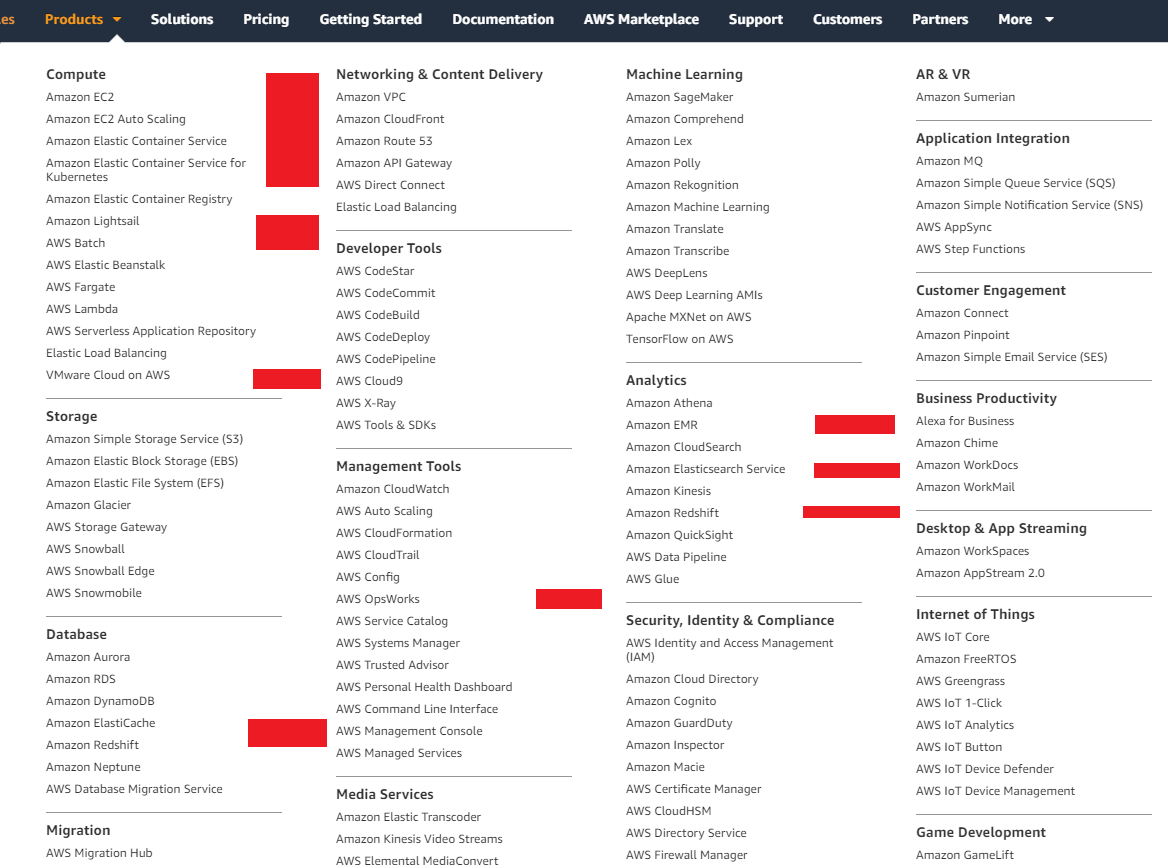 es
Products
Solutions
Pricing
Getting Started
Documentation
AWS Marketplace
Support
Customers
Partners
More
Compute
Amazon EC2
Amazon EC2 Auto Scaling
Amazon Elastic Container Service
Amazon Elastic Container Service for
Kubernetes
Amazon Elastic Container Registry
Amazon Lightsail
AWS Batch
AWS Elastic Beanstalk
AWS Fargate
AWS Lambda
AWS Serverless Application Repository
Elastic Load Balancing
VMware Cloud on AWS
Storage
Amazon Simple Storage Service (S3)
Amazon Elastic Block Storage (EBS)
Amazon Elastic File System (EFS)
Amazon Glacier
AWS Storage Gateway
AWS Snowball
AWS Snowball Edge
AWS Snowmobile
Database
Amazon Aurora
Amazon RDS
Amazon DynamoDB
Amazon ElastiCache
Amazon Redshift
Amazon Neptune
AWS Database Migration Service
Migration
AWS Migration Hub
Networking & Content Delivery
Amazon VPC
Amazon CloudFront
Amazon Route 53
Amazon API Gateway
AWS Direct Connect
Elastic Load Balancing
Developer Tools
AWS CodeStar
AWS CodeCommit
AWS CodeBuild
AWS CodeDeploy
AWS CodePipeline
AWS Cloud9
AWS X-Ray
AWS Tools & SDKs
Management Tools
Amazon CloudWatch
AWS Auto Scaling
AWS CloudFormation
AWS CloudTrail
AWS Config
AWS OpsWorks
AWS Service Catalog
AWS Systems Manager
AWS Trusted Advisor
AWS Personal Health Dashboard
AWS Command Line Interface
AWS Management Console
AWS Managed Services
Media Services
Amazon Elastic Transcoder
Amazon Kinesis Video Streams
AWS Elemental MediaConvert
Machine Learning
Amazon SageMaker
Amazon Comprehend
Amazon Lex
Amazon Polly
Amazon Rekognition
Amazon Machine Learning
Amazon Translate
Amazon Transcribe
AWS DeepLens
AWS Deep Learning AMIs
Apache MXNet on AWS
TensorFlow on AWS
Analytics
Amazon Athena
Amazon EMR
Amazon CloudSearch
Amazon Elasticsearch Service
Amazon Kinesis
Amazon Redshift
Amazon QuickSight
AWS Data Pipeline
AWS Glue
Security, Identity & Compliance
AWS Identity and Access Management
(IAM)
Amazon Cloud Directory
Amazon Cognito
Amazon GuardDuty
Amazon Inspector
Amazon Macie
AWS Certificate Manager
AWS CloudHSM
AWS Directory Service
AWS Firewall Manager
AR & VR
Amazon Sumerian
Application Integration
Amazon MQ
Amazon Simple Queue Service (SQS)
Amazon Simple Notification Service (SNS)
AWS AppSync
AWS Step Functions
Customer Engagement
Amazon Connect
Amazon Pinpoint
Amazon Simple Email Service (SES)
Business Productivity
Alexa for Business
Amazon Chime
Amazon WorkDocs
Amazon WorkMail
Desktop & App Streaming
Amazon WorkSpaces
Amazon AppStream 2.0
Internet of Things
AWS IoT Core
Amazon FreeRTOS
AWS Greengrass
AWS IoT 1-Click
AWS IoT Analytics
AWS IoT Button
AWS IoT Device Defender
AWS IoT Device Management
Game Development
Amazon GameLift